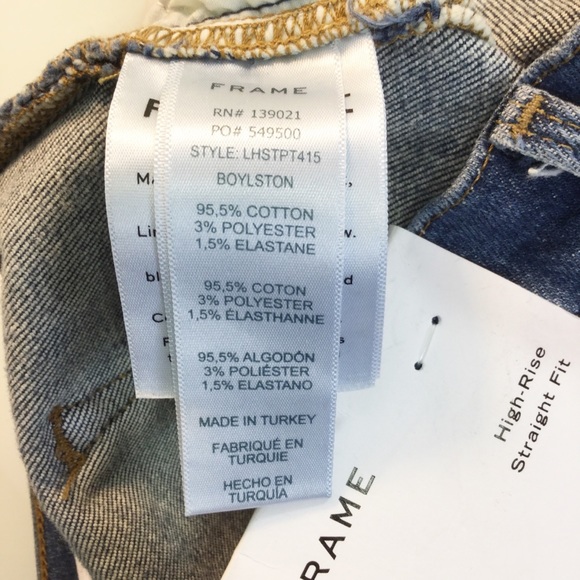 FRAME
RN# 139021
PO# 549500
STYLE: LHSTPT415
BOYLSTON
95,5% COTTON
3% POLYESTER
1,5% ELASTANE
95,5% COTON
3% POLYESTER
1,5% ÉLASTHANNE
95,5% ALGODÓN
3% POLIÉSTER
1,5% ELASTANO
MADE IN TURKEY
FABRIQUÉ EN
TURQUIE
HECHO EN
TURQUÍA
High-Rise
Straight Fit
FRAME